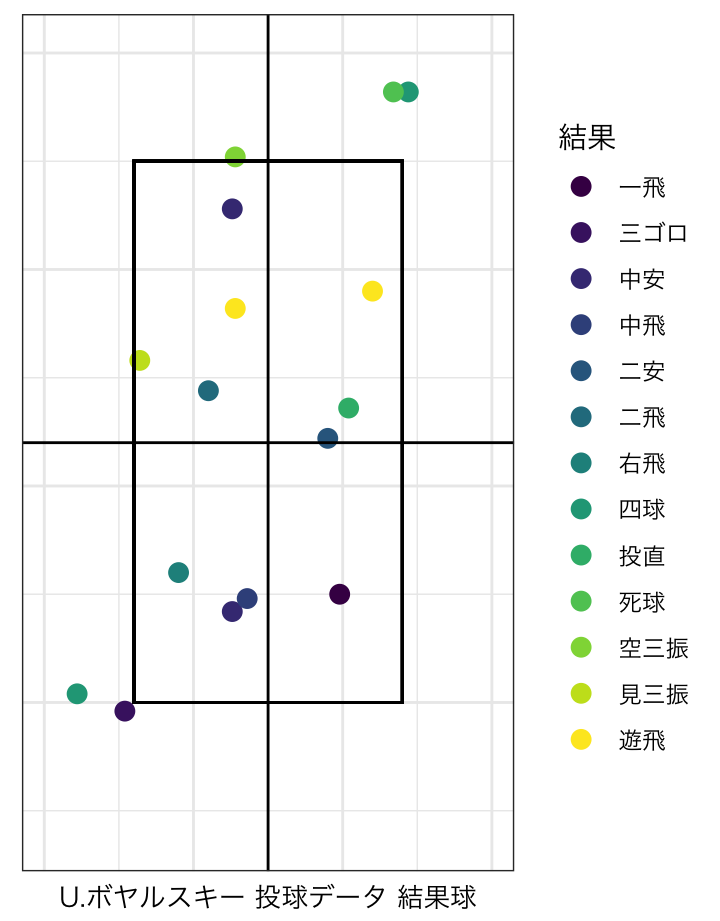 結果
一飛
三ゴロ
中安
中飛
二安
二飛
右飛
四球
投直
死球
空三振
見三振
遊飛
U.ボヤルスキー 投球データ 結果球